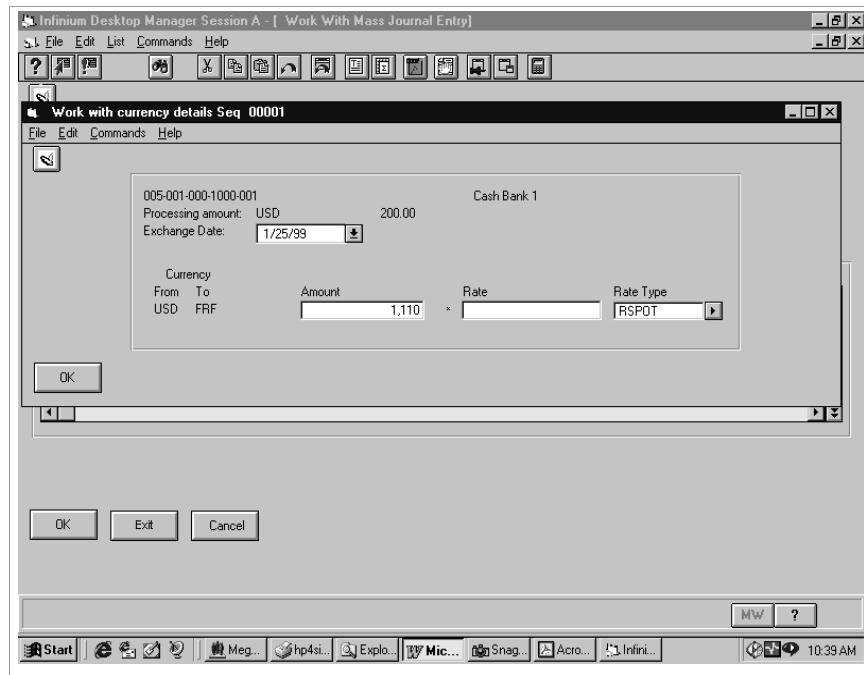 Infinium Desktop Manager Session A - [ Work With Mass Journal Entry]
File Edit List Commands Help
Work with currency details Seq 00001
File Edit Commands Help
005-001-000-1000-001 Cash Bank 1
Processing amount: USD 200.00
Exchange Date: 1/25/99
Currency
From To Amount Rate Rate Type
USD FRF 1,110 * RSPOT
OK
OK Exit Cancel
MW ?
Start Meg... hp4si... Explo... Mic... Snag... Acro... Infini... 10:39 AM